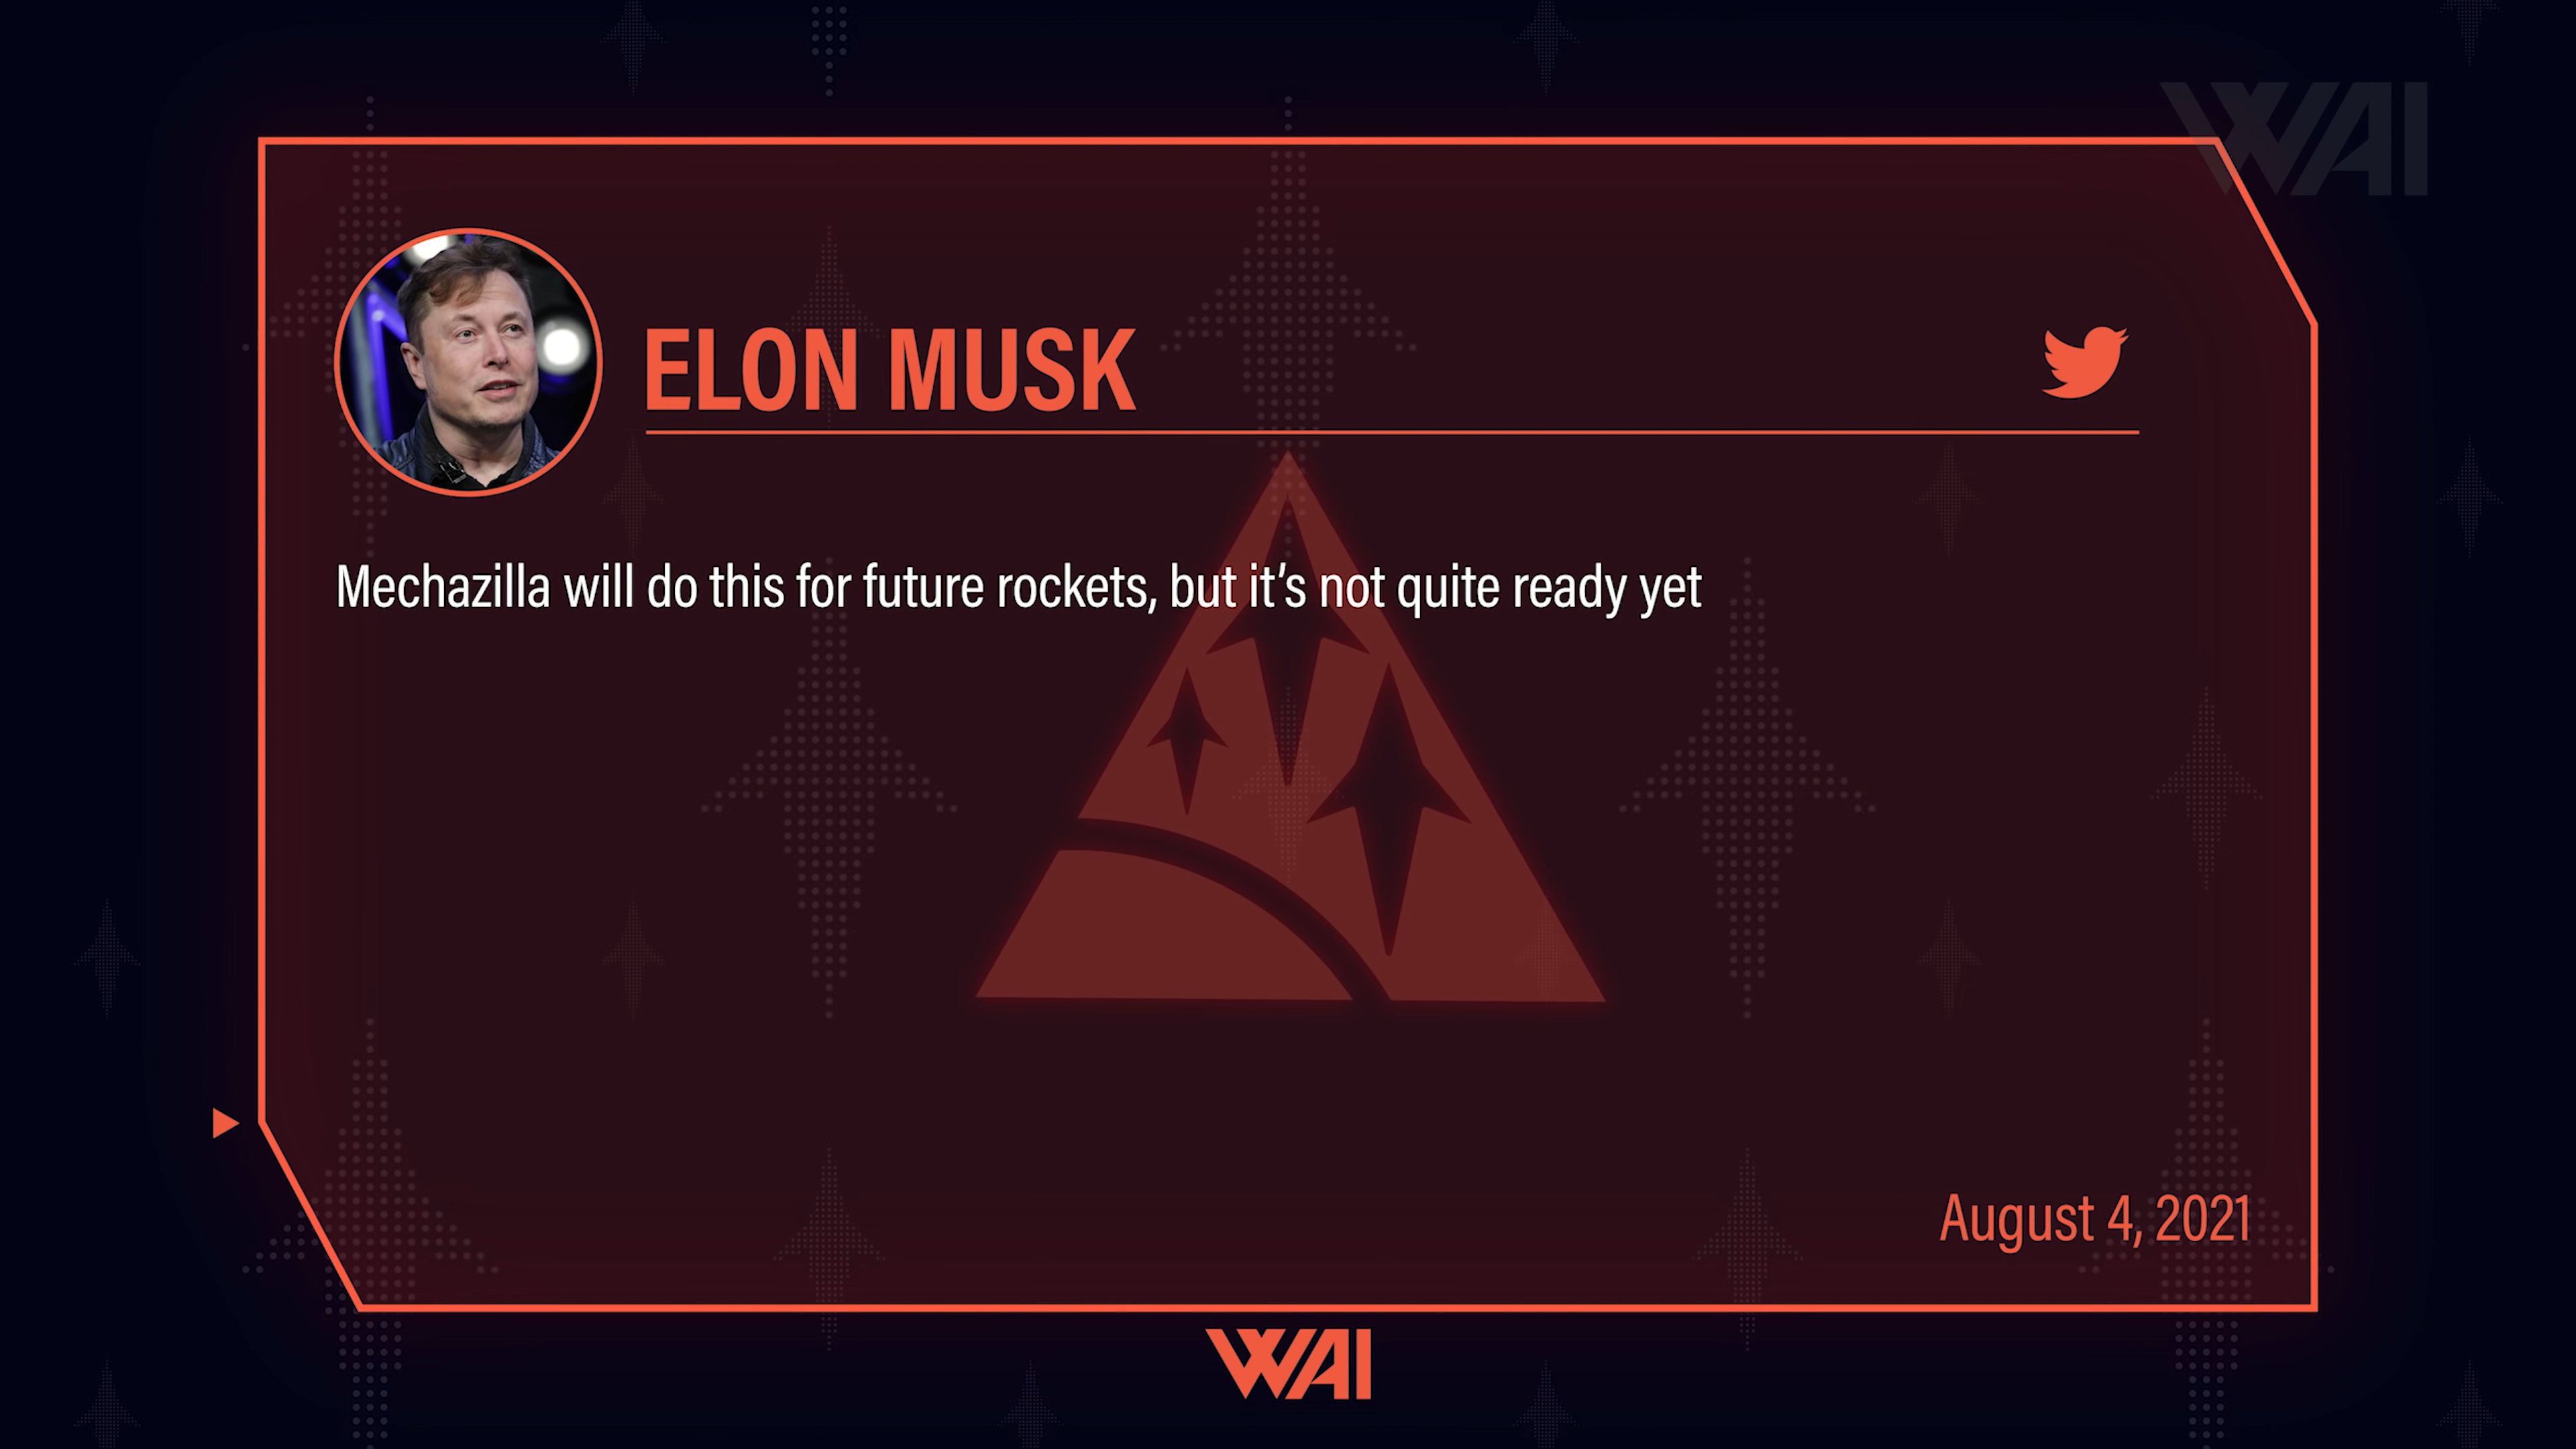 WAI
ELON MUSK
Mechazilla will do this for future rockets, but it's not quite ready yet
August 4, 2021
WAI